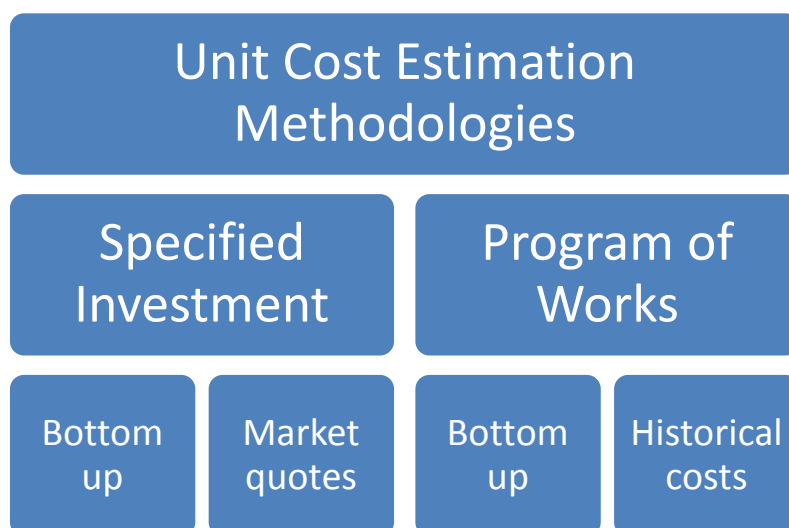 Unit Cost Estimation
Methodologies
Specified
Investment
Program of
Works
Bottom
up
Market
quotes
Bottom
up
Historical
costs